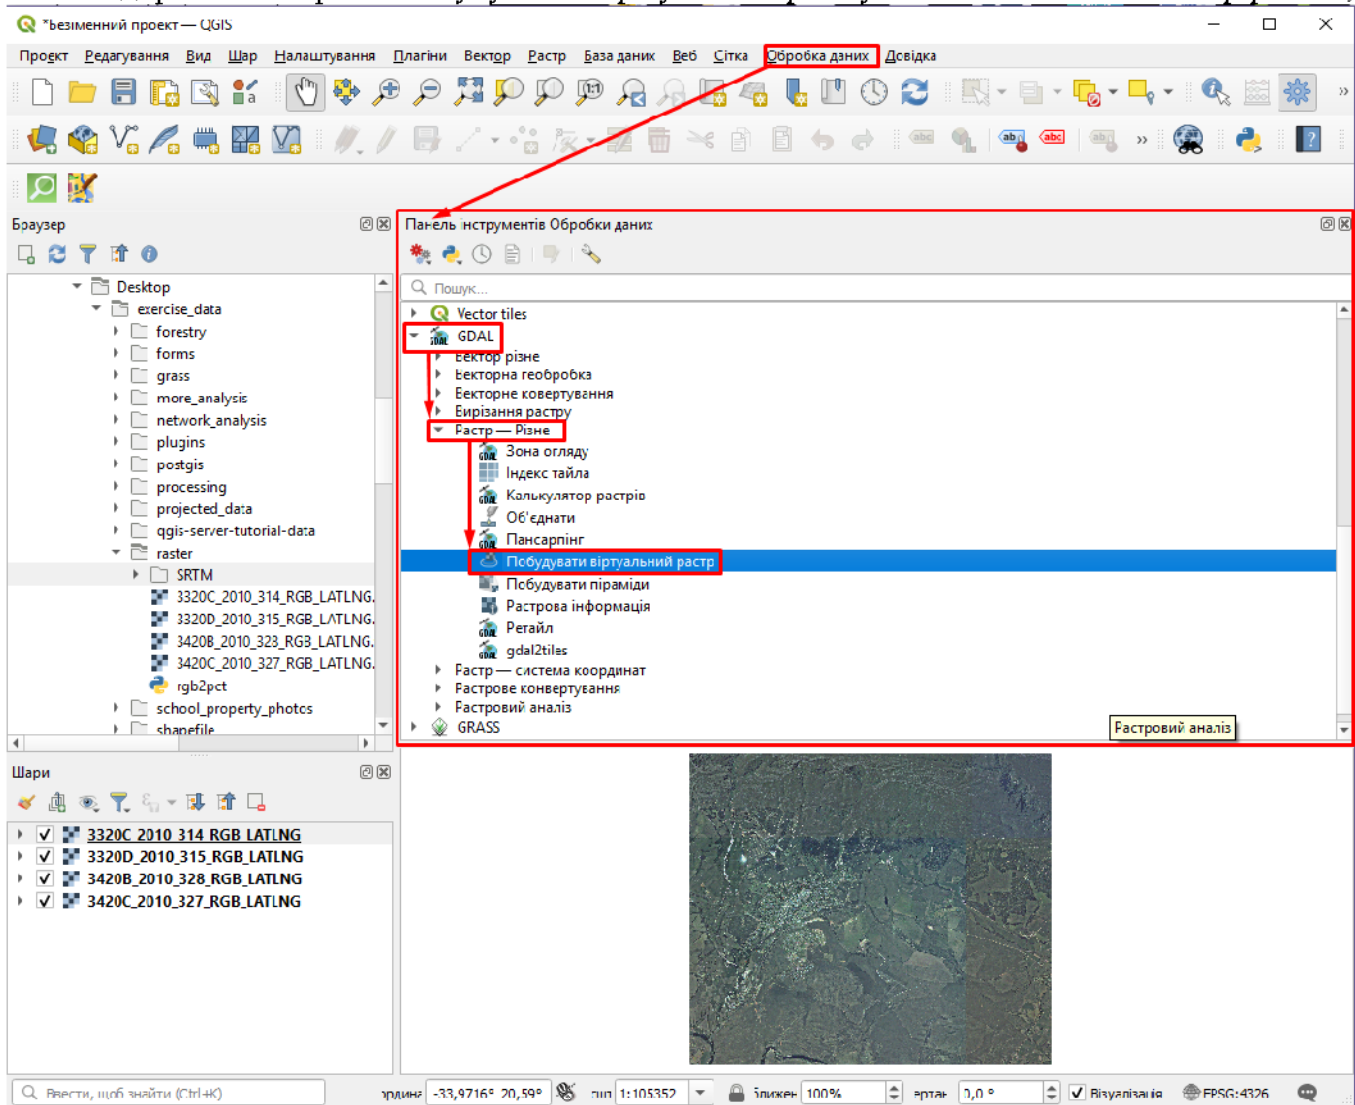 *Безіменний проект — QGIS
Проект Редагування Вид Шар Налаштування Плагіни Вектор Растр База даних Веб Сітка Обробка даних Довідка
Браузер
Desktop
exercise_data
forestry
forms
grass
more_analysis
network_analysis
plugins
postgis
processing
projected_data
qgis-server-tutorial-data
raster
SRTM
3320C_2010_314_RGB_LATLNG.
3320D_2010_315_RGB_LATLNG.
3420B_2010_328_RGB_LATLNG.
3420C_2010_327_RGB_LATLNG.
rgb2pct
school_property_photos
shapefile
Панель інструментів Обробки даних
Пошук...
Vector tiles
GDAL
Вектор різне
Векторна геобробка
Векторне ковертування
Вирізання растру
Растр — Різне
Зона огляду
Індекс тайла
Калькулятор растрів
Об'єднати
Пансарпінг
Побудувати віртуальний растр
Побудувати піраміди
Растрова інформація
Ретайл
gdal2tiles
Растр — система координат
Растрове конвертування
Растровий аналіз
GRASS
Растровий аналіз
Шари
3320C_2010_314_RGB_LATLNG
3320D_2010_315_RGB_LATLNG
3420B_2010_328_RGB_LATLNG
3420C_2010_327_RGB_LATLNG
Ввести, щоб знайти (Ctrl+K) ордина -33,9716° 20,59° 1:105352 ближен 100% ертан 0,0 ° Візуалізація EPSG:4326